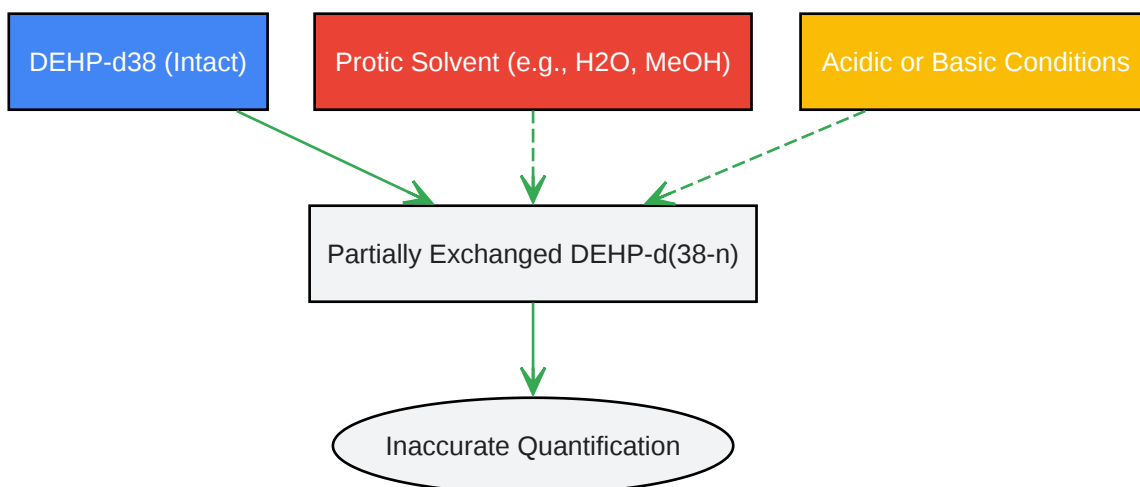 DEHP-d38 (Intact)
Protic Solvent (e.g., H2O, MeOH)
Acidic or Basic Conditions
Partially Exchanged DEHP-d(38-n)
Inaccurate Quantification